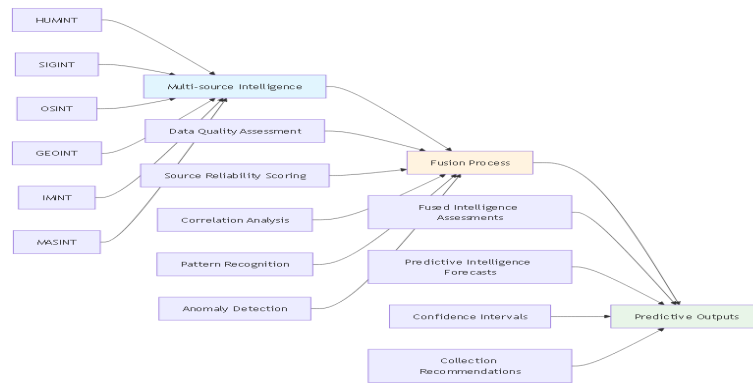 HUMINT
SIGINT
OSINT
GEOINT
IMINT
MASINT
Multi-source Intelligence
Data Quality Assessment
Source Reliability Scoring
Correlation Analysis
Pattern Recognition
Anomaly Detection
Fusion Process
Fused Intelligence
Assessments
Predictive Intelligence
Forecasts
Confidence Intervals
Collection
Recommendations
Predictive Outputs